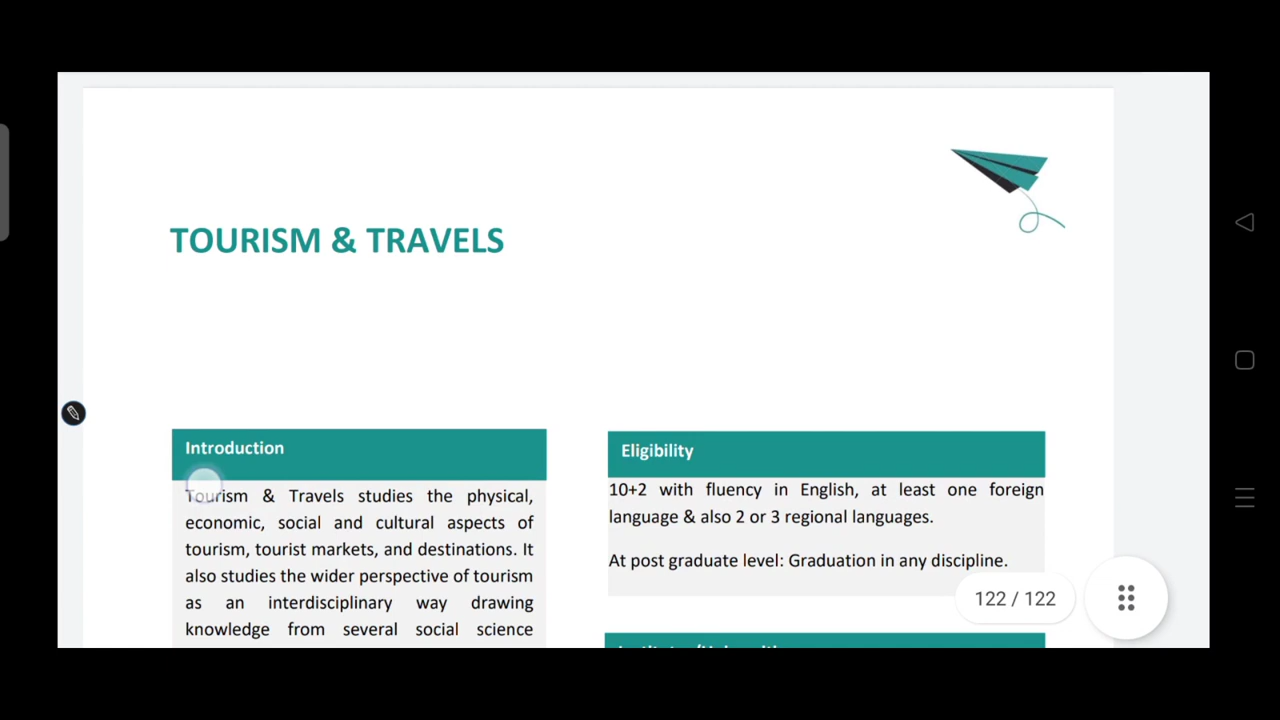 TOURISM & TRAVELS
Introduction
Tourism & Travels studies the physical,
economic, social and cultural aspects of
tourism, tourist markets, and destinations. It
also studies the wider perspective of tourism
as an interdisciplinary way drawing
knowledge from several social science
Eligibility
10+2 with fluency in English, at least one foreign
language & also 2 or 3 regional languages.
At post graduate level: Graduation in any discipline.
122 / 122